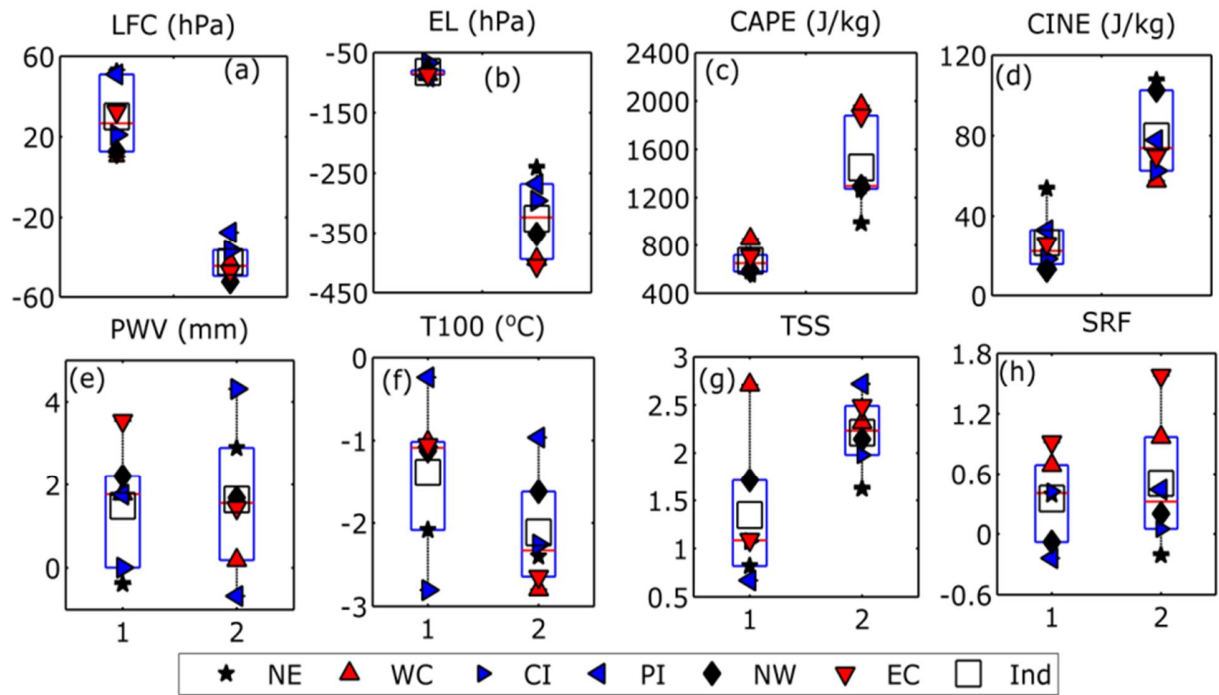 LFC (hPa) EL (hPa) CAPE (J/kg) CINE (J/kg)
60 20 -20 -60 (a)
-50 -150 -250 -350 -450 (b)
2400 2000 1600 1200 800 400 (c)
120 80 40 0 (d)
PWV (mm) T100 (°C) TSS SRF
4 2 0 (e)
0 -1 -2 -3 (f)
3 2.5 2 1.5 1 0.5 (g)
1.8 1.2 0.6 0 -0.6 (h)
1 2 1 2 1 2 1 2
NE WC CI PI NW EC Ind